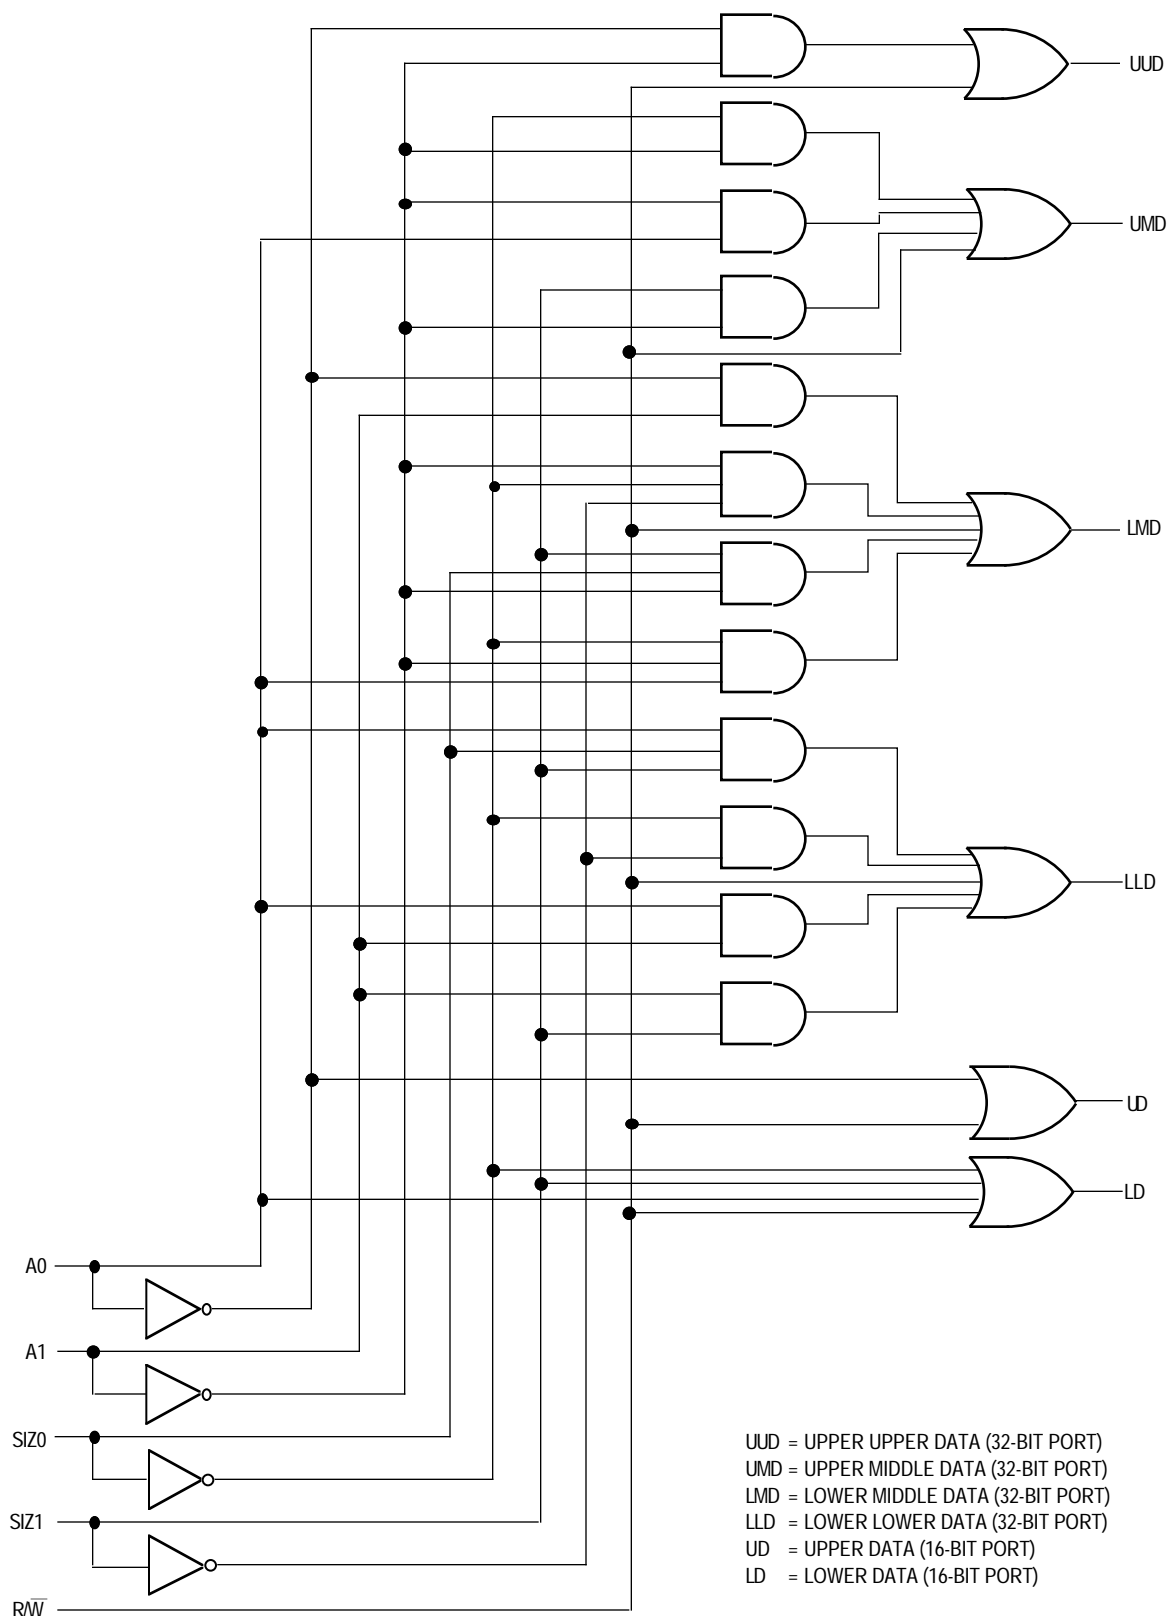 UUD
UMD
LMD
LLD
UD
LD
A0
A1
SIZ0
SIZ1
R/W̅
UUD = UPPER UPPER DATA (32-BIT PORT)
UMD = UPPER MIDDLE DATA (32-BIT PORT)
LMD = LOWER MIDDLE DATA (32-BIT PORT)
LLD = LOWER LOWER DATA (32-BIT PORT)
UD = UPPER DATA (16-BIT PORT)
LD = LOWER DATA (16-BIT PORT)